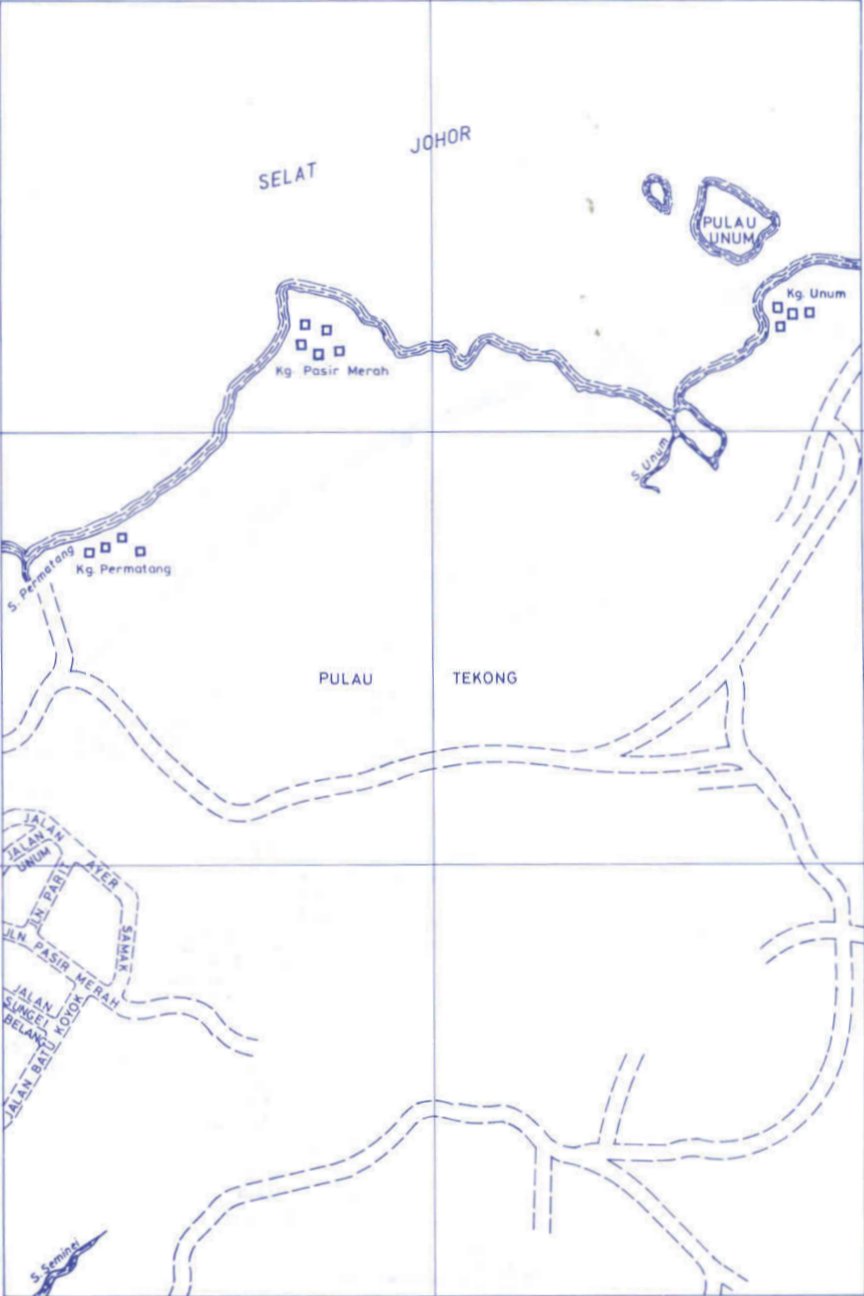 SELAT JOHOR
PULAU
UNUM
Kg. Unum
Kg. Pasir Merah
S. Unum
S. Permatang
Kg. Permatang
PULAU TEKONG
JALAN AYER SAMAK
JALAN
UNUM
JLN PARIT
JLN PASIR MERAH
JALAN
SUNGEI
BELANG
JALAN BATU KOYOK
S. Seminei